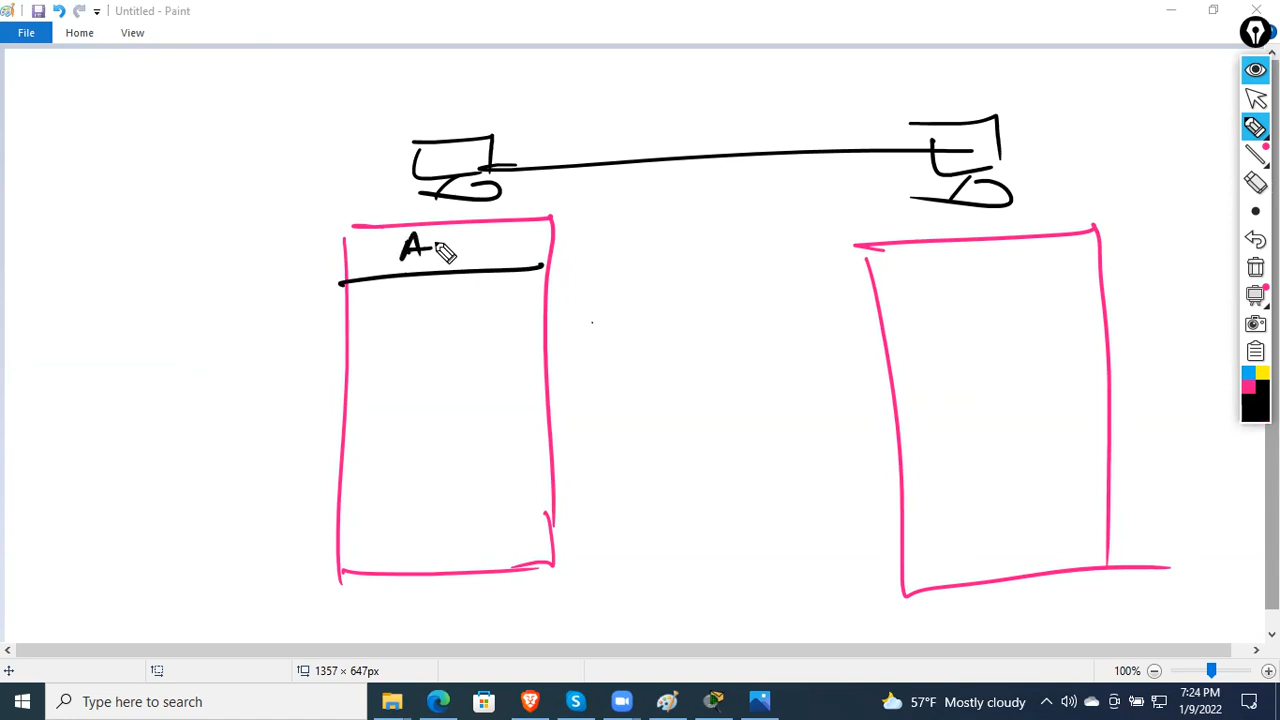 Untitled - Paint
File Home View
A-
1357 × 647px
100%
Type here to search
57°F Mostly cloudy
7:24 PM
1/9/2022